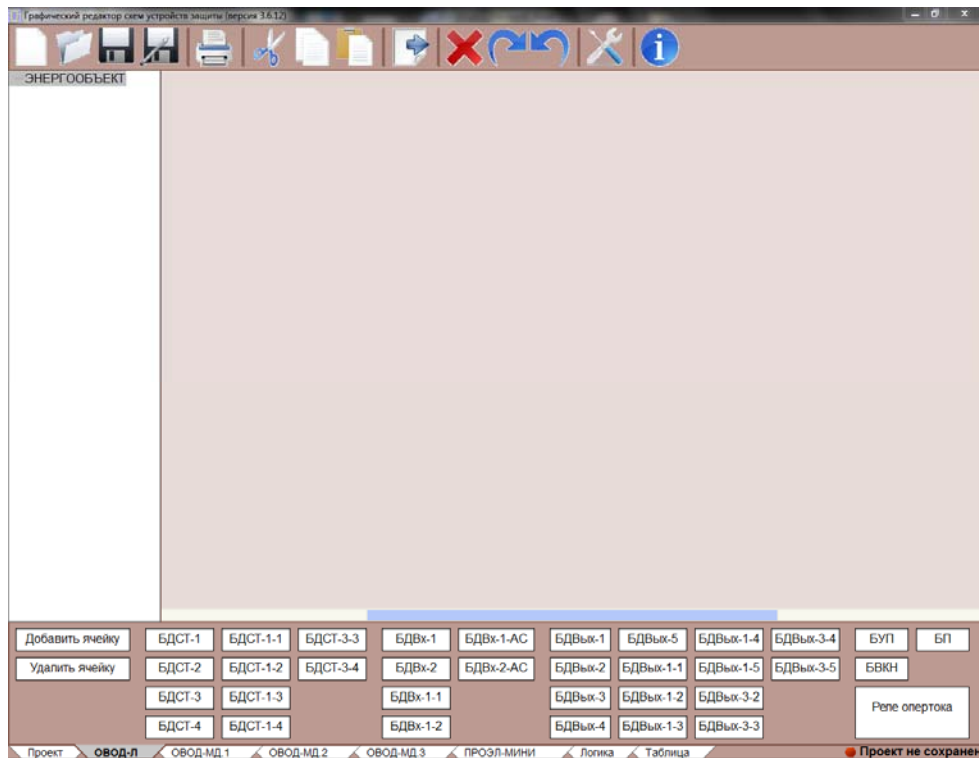 Графический редактор схем устройств защиты (версия 3.6.12)
ЭНЕРГООБЪЕКТ
Добавить ячейку БДСТ-1 БДСТ-1-1 БДСТ-3-3 БДВх-1 БДВх-1-АС БДВых-1 БДВых-5 БДВых-1-4 БДВых-3-4 БУП БП
Удалить ячейку БДСТ-2 БДСТ-1-2 БДСТ-3-4 БДВх-2 БДВх-2-АС БДВых-2 БДВых-1-1 БДВых-1-5 БДВых-3-5 БВКН
БДСТ-3 БДСТ-1-3 БДВх-1-1 БДВых-3 БДВых-1-2 БДВых-3-2 Реле опертока
БДСТ-4 БДСТ-1-4 БДВх-1-2 БДВых-4 БДВых-1-3 БДВых-3-3
Проект ОВОД-Л ОВОД-МД 1 ОВОД-МД 2 ОВОД-МД 3 ПРОЭЛ-МИНИ Логика Таблица Проект не сохранен